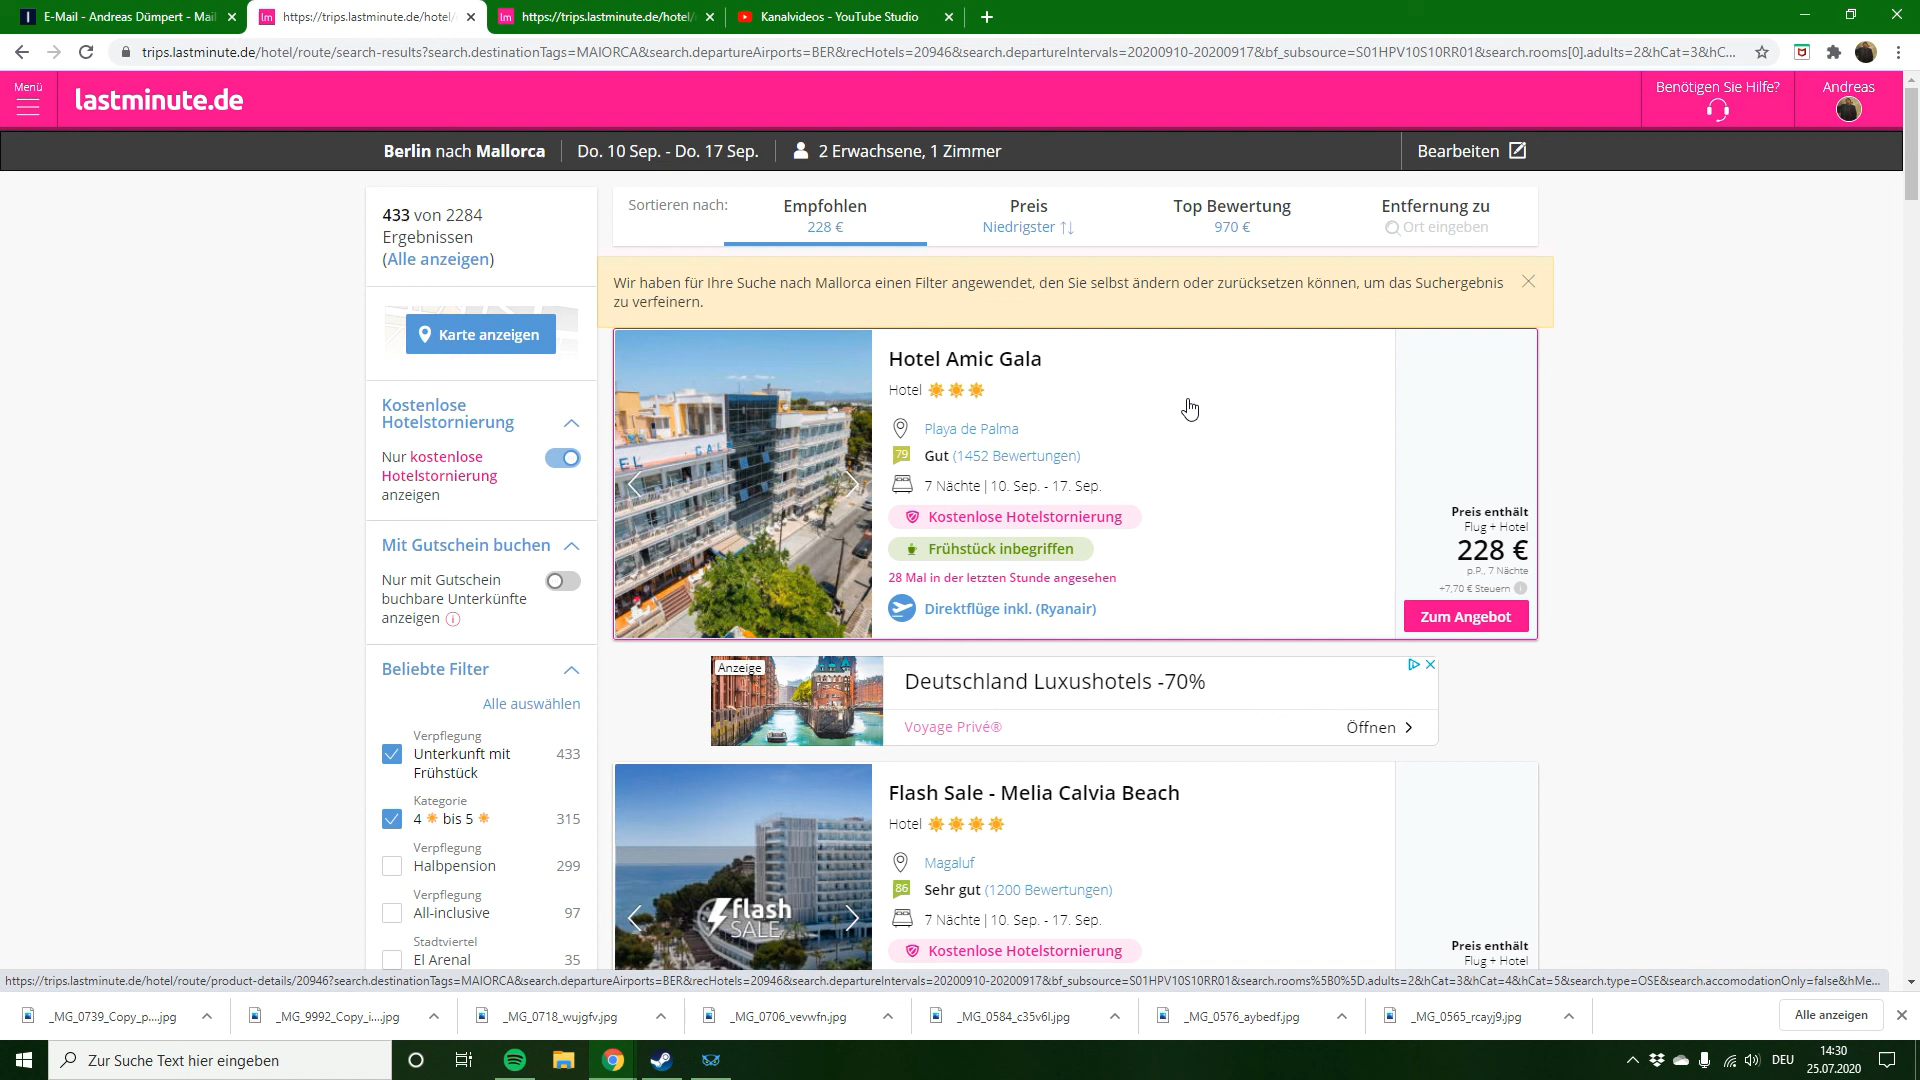 E-Mail - Andreas Dümpert - Mail
https://trips.lastminute.de/hotel/
https://trips.lastminute.de/hotel/
Kanalvideos - YouTube Studio
trips.lastminute.de/hotel/route/search-results?search.destinationTags=MAIORCA&search.departureAirports=BER&recHotels=20946&search.departureIntervals=20200910-20200917&bf_subsource=S01HPV10S10RR01&search.rooms[0].adults=2&hCat=3&hC...
Menü
lastminute.de
Benötigen Sie Hilfe?
Andreas
Berlin nach Mallorca
Do. 10 Sep. - Do. 17 Sep.
2 Erwachsene, 1 Zimmer
Bearbeiten
433 von 2284
Ergebnissen
(Alle anzeigen)
Karte anzeigen
Kostenlose
Hotelstornierung
Nur kostenlose
Hotelstornierung
anzeigen
Mit Gutschein buchen
Nur mit Gutschein
buchbare Unterkünfte
anzeigen
Beliebte Filter
Alle auswählen
Verpflegung
Unterkunft mit 433
Frühstück
Kategorie
4 bis 5 315
Verpflegung
Halbpension 299
Verpflegung
All-inclusive 97
Stadtviertel
El Arenal 35
Sortieren nach:
Empfohlen
228 €
Preis
Niedrigster
Top Bewertung
970 €
Entfernung zu
Ort eingeben
Wir haben für Ihre Suche nach Mallorca einen Filter angewendet, den Sie selbst ändern oder zurücksetzen können, um das Suchergebnis
zu verfeinern.
Hotel Amic Gala
Hotel
Playa de Palma
79 Gut (1452 Bewertungen)
7 Nächte | 10. Sep. - 17. Sep.
Kostenlose Hotelstornierung
Frühstück inbegriffen
28 Mal in der letzten Stunde angesehen
Direktflüge inkl. (Ryanair)
Preis enthält
Flug + Hotel
228 €
p.P., 7 Nächte
+7,70 € Steuern
Zum Angebot
Anzeige
Deutschland Luxushotels -70%
Voyage Privé®
Öffnen
Flash Sale - Melia Calvia Beach
Hotel
Magaluf
86 Sehr gut (1200 Bewertungen)
7 Nächte | 10. Sep. - 17. Sep.
Kostenlose Hotelstornierung
flash
SALE
Preis enthält
Flug + Hotel
https://trips.lastminute.de/hotel/route/product-details/20946?search.destinationTags=MAIORCA&search.departureAirports=BER&recHotels=20946&search.departureIntervals=20200910-20200917&bf_subsource=S01HPV10S10RR01&search.rooms%5B0%5D.adults=2&hCat=3&hCat=4&hCat=5&search.type=OSE&search.accomodationOnly=false&hMe...
_MG_0739_Copy_p....jpg
_MG_9992_Copy_i....jpg
_MG_0718_wujgfv.jpg
_MG_0706_vevwfn.jpg
_MG_0584_c35v6l.jpg
_MG_0576_aybedf.jpg
_MG_0565_rcayj9.jpg
Alle anzeigen
Zur Suche Text hier eingeben
DEU
14:30
25.07.2020